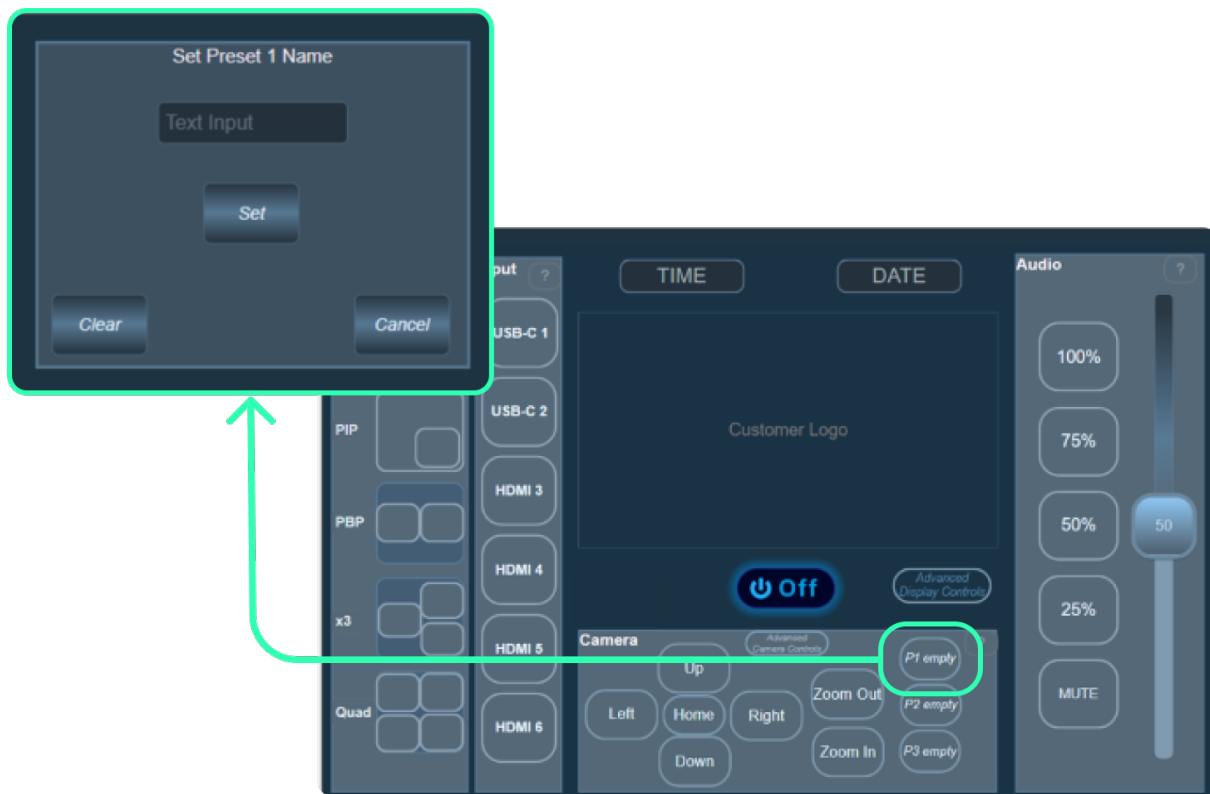 Set Preset 1 Name
Text Input
Set
Clear
Cancel
put
?
USB-C 1
USB-C 2
HDMI 3
HDMI 4
HDMI 5
HDMI 6
PIP
PBP
x3
Quad
TIME
DATE
Customer Logo
Off
Advanced
Display Controls
Camera
Advanced
Camera Controls
Up
Left
Home
Right
Down
Zoom Out
Zoom In
P1 empty
P2 empty
P3 empty
Audio
?
100%
75%
50%
25%
MUTE
50